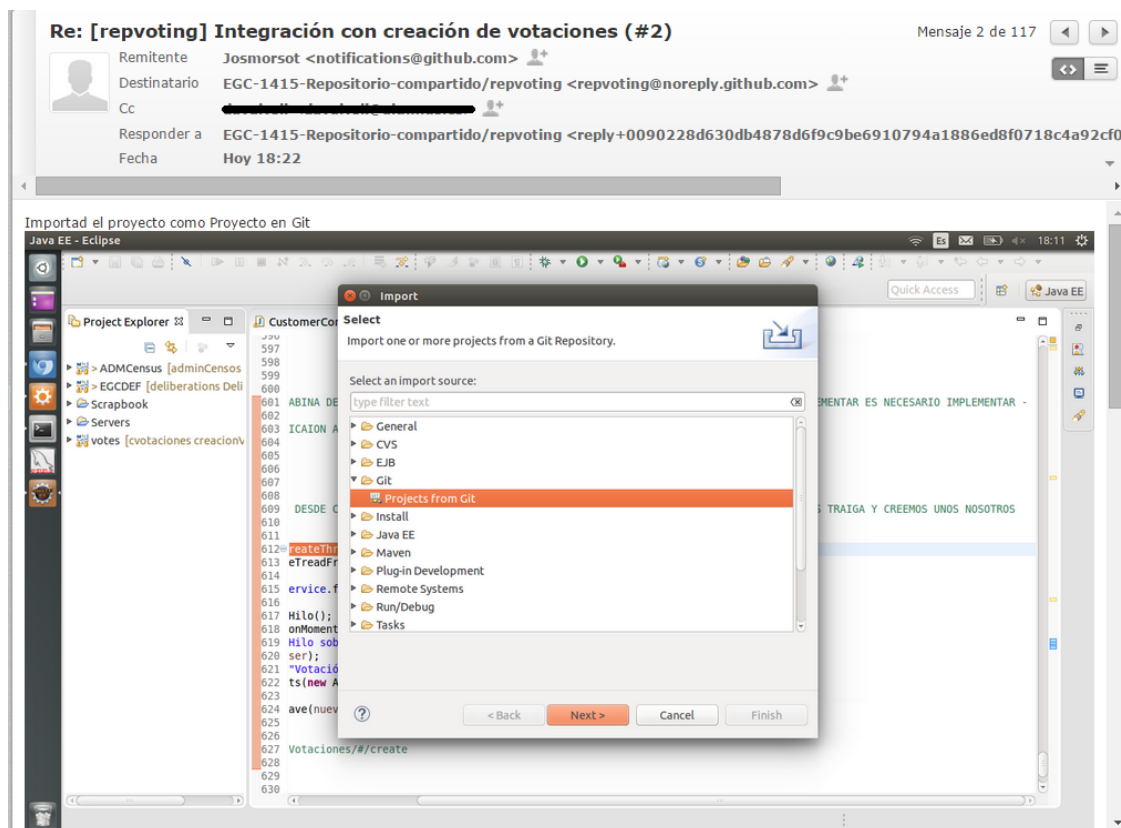 Re: [repvoting] Integración con creación de votaciones (#2)
Mensaje 2 de 117
Remitente Josmorsot <notifications@github.com>
Destinatario EGC-1415-Repositorio-compartido/repvoting <repvoting@noreply.github.com>
Cc
Responder a EGC-1415-Repositorio-compartido/repvoting <reply+0090228d630db4878d6f9c9be6910794a1886ed8f0718c4a92cf0
Fecha Hoy 18:22
Importad el proyecto como Proyecto en Git
Java EE - Eclipse
Es 18:11
Quick Access
Java EE
Project Explorer
> ADMCensus [adminCensos
> EGCDEF [deliberations Deli
Scrapbook
Servers
votes [cvotaciones creacionV
CustomerCor
596
597
598
599
600
601 ABINA DE
EMENTAR ES NECESARIO IMPLEMENTAR -
602
603 ICAION A
604
605
606
607
608
609 DESDE C
S TRAIGA Y CREEMOS UNOS NOSOTROS
610
611
612 reateThr
613 eTreadFr
614
615 ervice.f
616
617 Hilo();
618 onMoment
619 Hilo sob
620 ser);
621 "Votació
622 ts(new A
623
624 ave(nuev
625
626
627 Votaciones/#/create
628
629
630
Import
Select
Import one or more projects from a Git Repository.
Select an import source:
type filter text
General
CVS
EJB
Git
Projects from Git
Install
Java EE
Maven
Plug-in Development
Remote Systems
Run/Debug
Tasks
< Back
Next >
Cancel
Finish